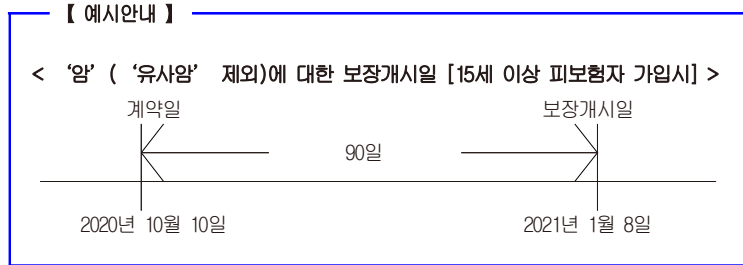 【 예시안내 】
< ‘암’ ( ‘유사암’ 제외)에 대한 보장개시일 [15세 이상 피보험자 가입시] >
계약일 보장개시일
90일
2020년 10월 10일 2021년 1월 8일